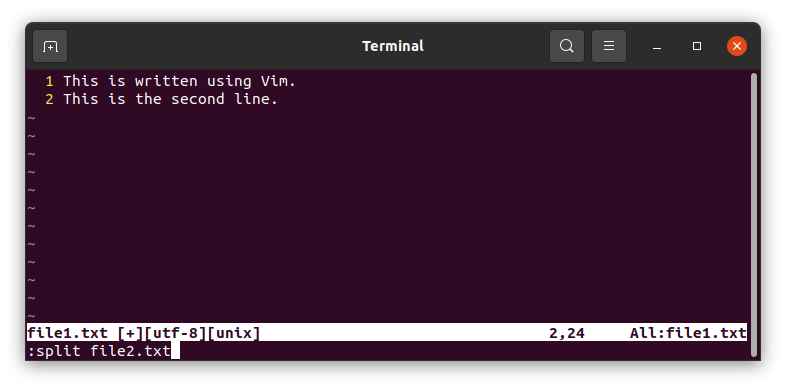 Terminal
1 This is written using Vim.
2 This is the second line.
~
~
~
~
~
~
~
~
~
~
~
~
file1.txt [+][utf-8][unix] 2,24 All:file1.txt
:split file2.txt